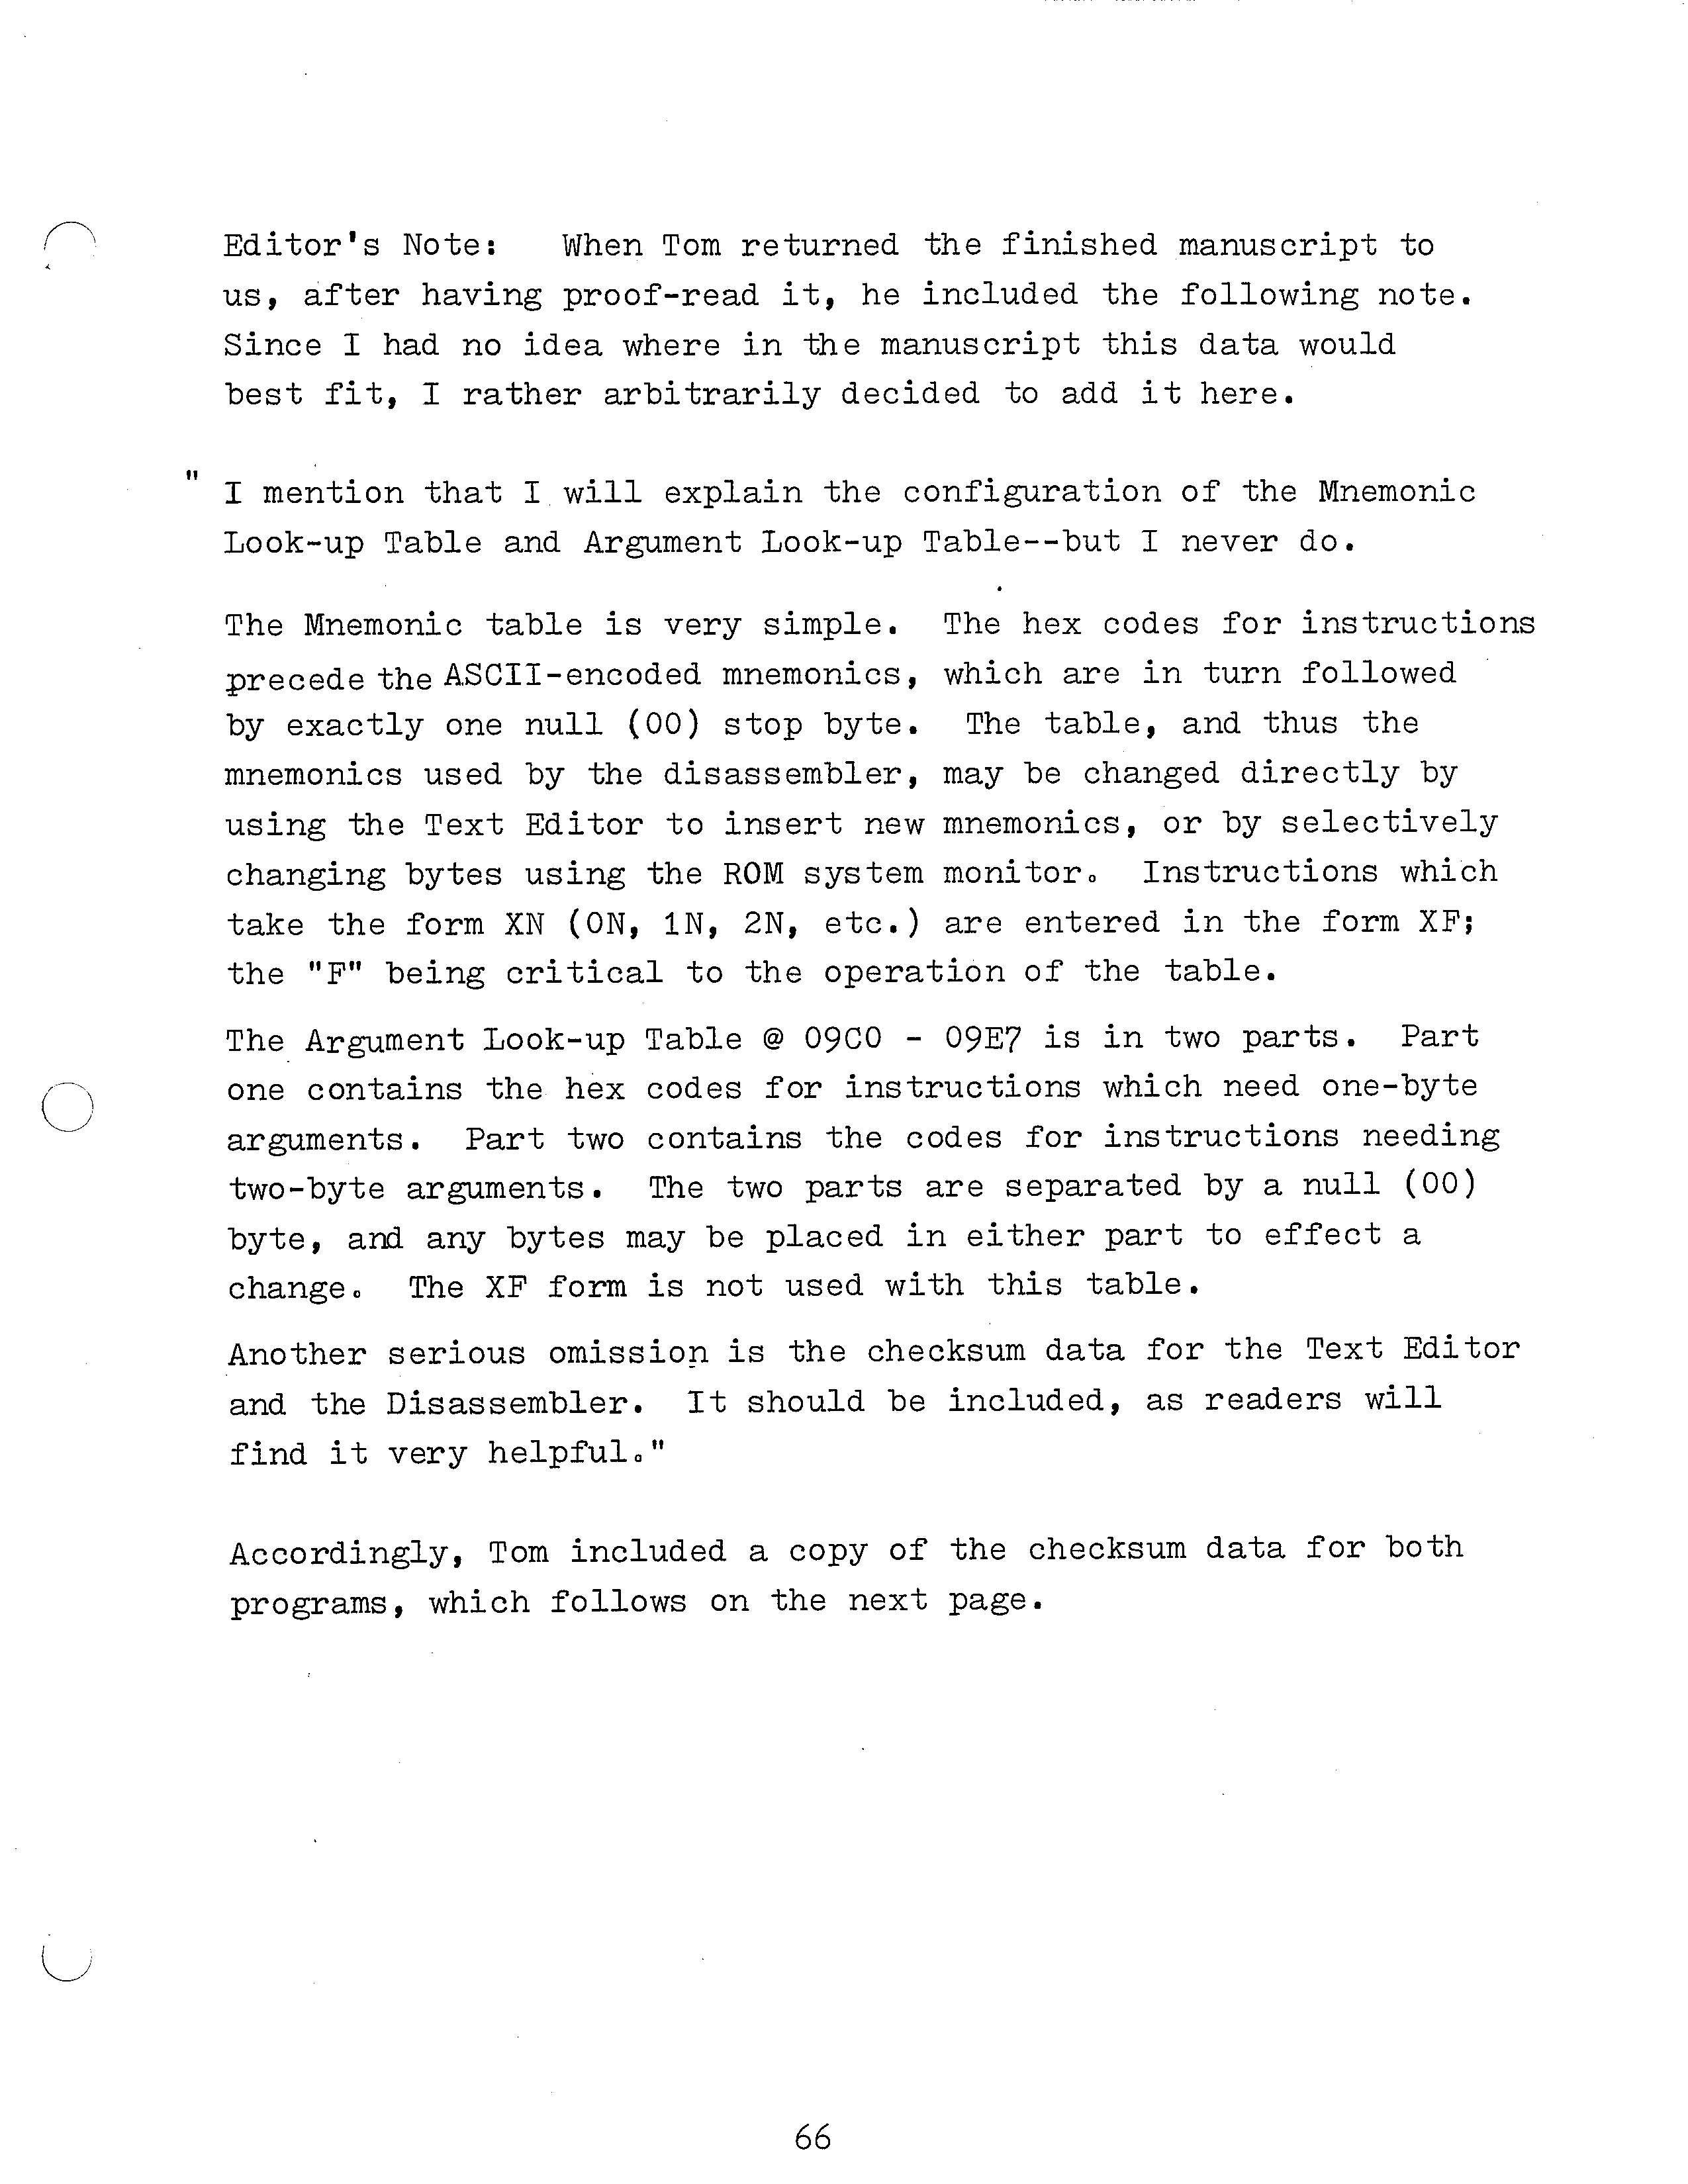 Editor's Note:   When Tom returned the finished manuscript to
us, after having proof-read it, he included the following note.
Since I had no idea where in the manuscript this data would
best fit, I rather arbitrarily decided to add it here.
" I mention that I will explain the configuration of the Mnemonic
Look-up Table and Argument Look-up Table--but I never do.
The Mnemonic table is very simple.  The hex codes for instructions
precede the ASCII-encoded mnemonics, which are in turn followed
by exactly one null (00) stop byte.  The table, and thus the
mnemonics used by the disassembler, may be changed directly by
using the Text Editor to insert new mnemonics, or by selectively
changing bytes using the ROM system monitor.  Instructions which
take the form XN (0N, 1N, 2N, etc.) are entered in the form XF;
the "F" being critical to the operation of the table.
The Argument Look-up Table @ 09C0 - 09E7 is in two parts.  Part
one contains the hex codes for instructions which need one-byte
arguments.  Part two contains the codes for instructions needing
two-byte arguments.  The two parts are separated by a null (00)
byte, and any bytes may be placed in either part to effect a
change.  The XF form is not used with this table.
Another serious omission is the checksum data for the Text Editor
and the Disassembler.  It should be included, as readers will
find it very helpful."
Accordingly, Tom included a copy of the checksum data for both
programs, which follows on the next page.
66